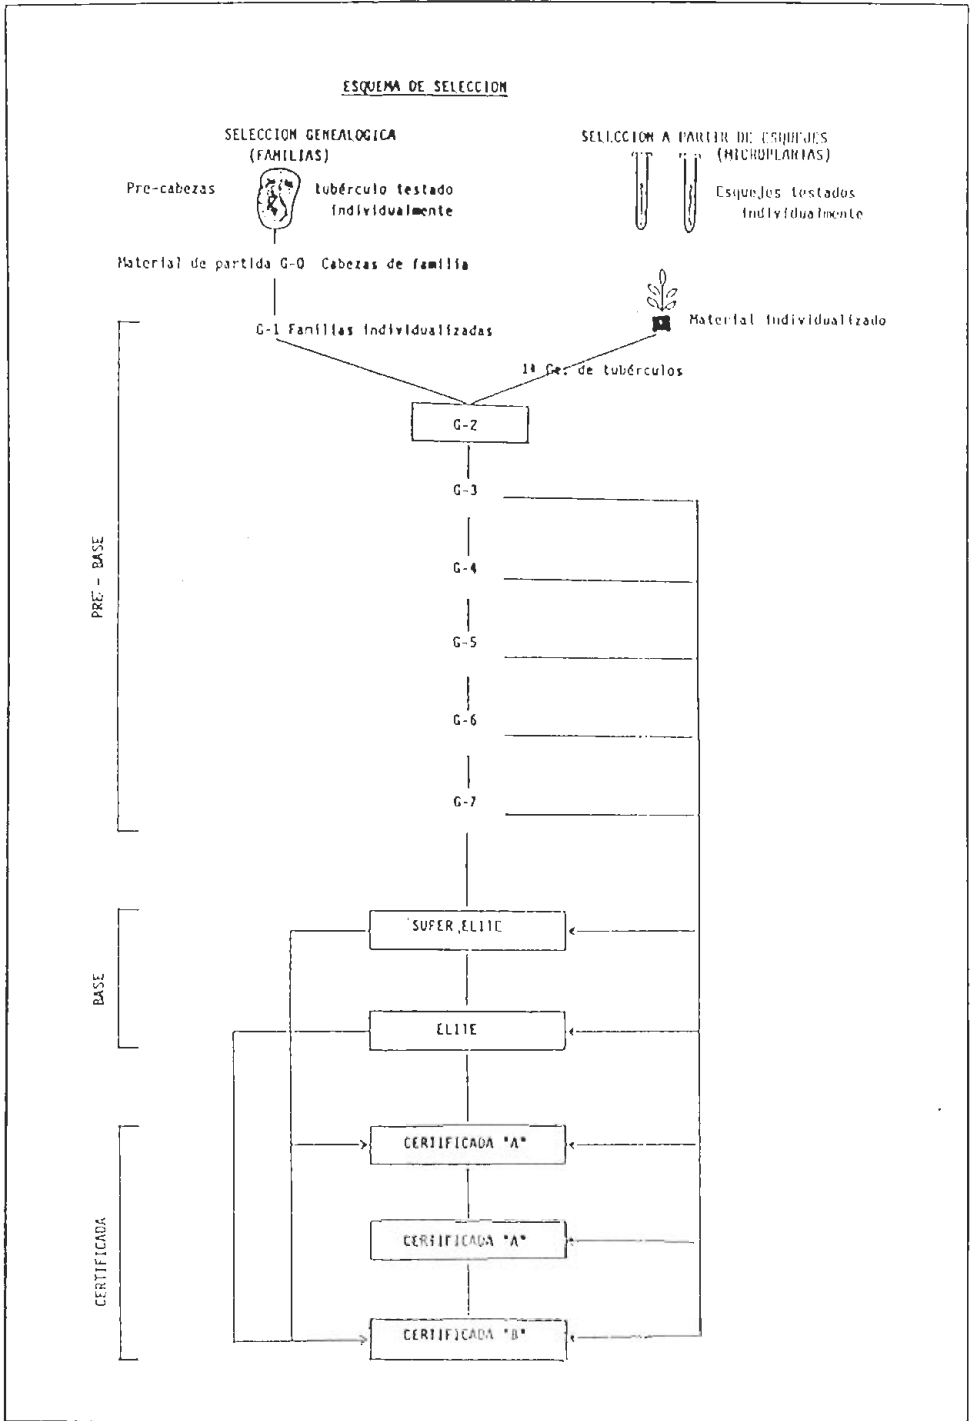 ESQUEMA DE SELECCION
SELECCION GENEALOGICA
(FAMILIAS)
Pre-cabezas
tubérculo testado
individualmente
SELECCION A PARTIR DE ESQUEJES
(MICROPLANTAS)
Esquejes testados
individualmente
Material de partida G-0 Cabezas de familia
G-1 Familias individualizadas
Material individualizado
1ª Ge. de tubérculos
G-2
G-3
G-4
G-5
G-6
G-7
PRE - BASE
SUPER ELITE
ELITE
BASE
CERTIFICADA "A"
CERTIFICADA "A"
CERTIFICADA "B"
CERTIFICADA